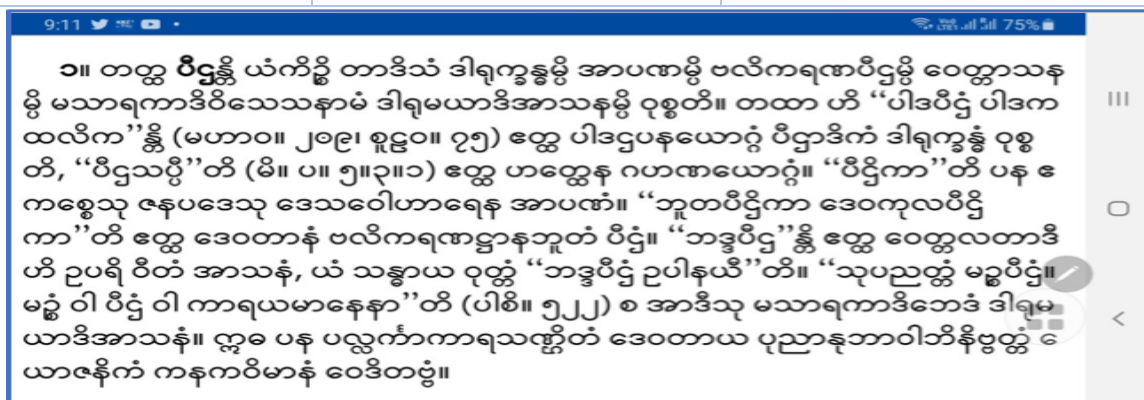 9:11
75%
၁။ တတ္ထ ပီဌန္တိ ယံကိဉ္စိ တာဒိသံ ဒါရုက္ခန္ဓမ္ပိ အာပဏမ္ပိ ဗလိကရဏပီဌမ္ပိ ဝေတ္တာသန
မ္ပိ မသာရကာဒိဝိသေသနာမံ ဒါရုမယာဒိအာသနမ္ပိ ဝုစ္စတိ။ တထာ ဟိ ‘‘ပါဒပီဌံ ပါဒက
ထလိက’’န္တိ (မဟာဝ။ ၂၀၉၊ စူဠဝ။ ၇၅) ဧတ္ထ ပါဒဌပနယောဂ္ဂံ ပီဌာဒိကံ ဒါရုက္ခန္ဓံ ဝုစ္စ
တိ, ‘‘ပီဌသပ္ပီ’’တိ (မိ။ ပ။ ၅။၃။၁) ဧတ္ထ ဟတ္ထေန ဂဟဏယောဂ္ဂံ။ ‘‘ပီဌိကာ’’တိ ပန ဧ
ကစ္စေသု ဇနပဒေသု ဒေသဝေါဟာရေန အာပဏံ။ ‘‘ဘူတပီဌိကာ ဒေဝကုလပီဌိ
ကာ’’တိ ဧတ္ထ ဒေဝတာနံ ဗလိကရဏဋ္ဌာနဘူတံ ပီဌံ။ ‘‘ဘဒ္ဒပီဌ’’န္တိ ဧတ္ထ ဝေတ္တလတာဒီ
ဟိ ဥပရိ ဝီတံ အာသနံ, ယံ သန္ဓာယ ဝုတ္တံ ‘‘ဘဒ္ဒပီဌံ ဥပါနယီ’’တိ။ ‘‘သုပညတ္တံ မဉ္စပီဌံ။
မဉ္စံ ဝါ ပီဌံ ဝါ ကာရယမာနေနာ’’တိ (ပါစိ။ ၅၂၂) စ အာဒီသု မသာရကာဒိဘေဒံ ဒါရုမ
ယာဒိအာသနံ။ ဣဓ ပန ပလ္လင်္ကာကာရသဏ္ဌိတံ ဒေဝတာယ ပုညာနုဘာဝါဘိနိဗ္ဗတ္တံ ေ
ယာဇနိကံ ကနကဝိမာနံ ဝေဒိတဗ္ဗံ။